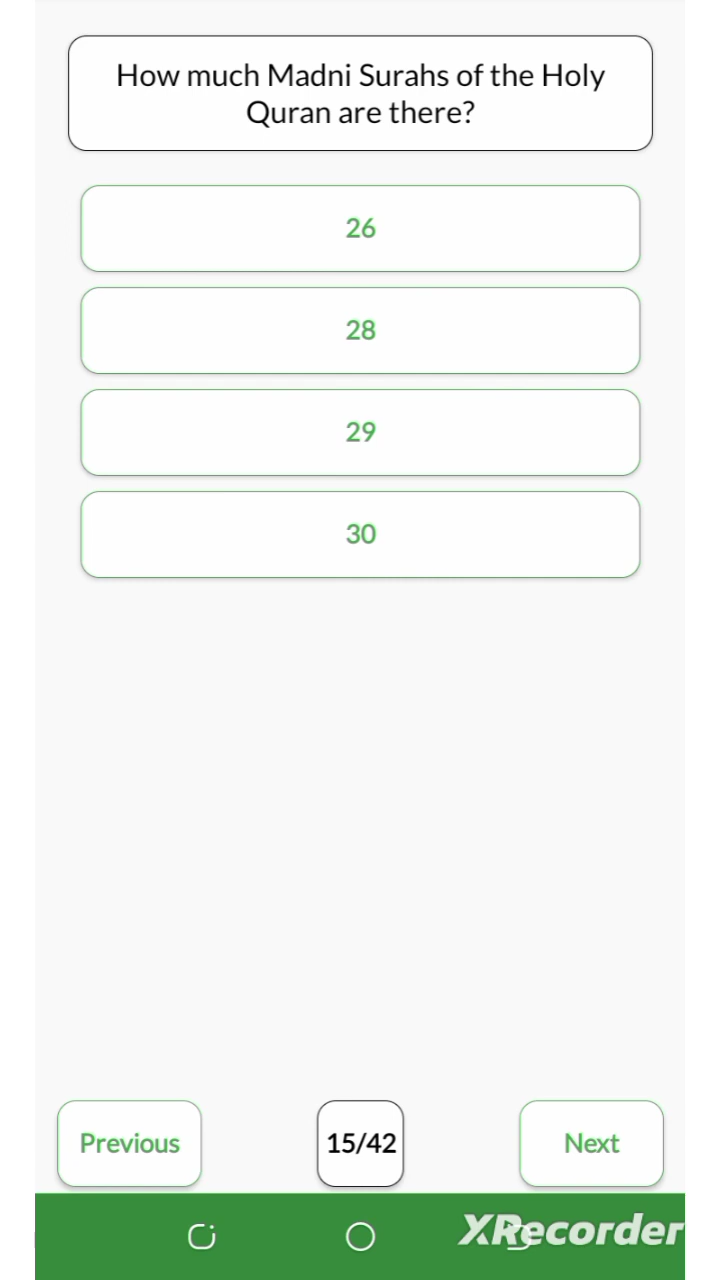 How much Madni Surahs of the Holy
Quran are there?
26
28
29
30
Previous
15/42
Next
XRecorder